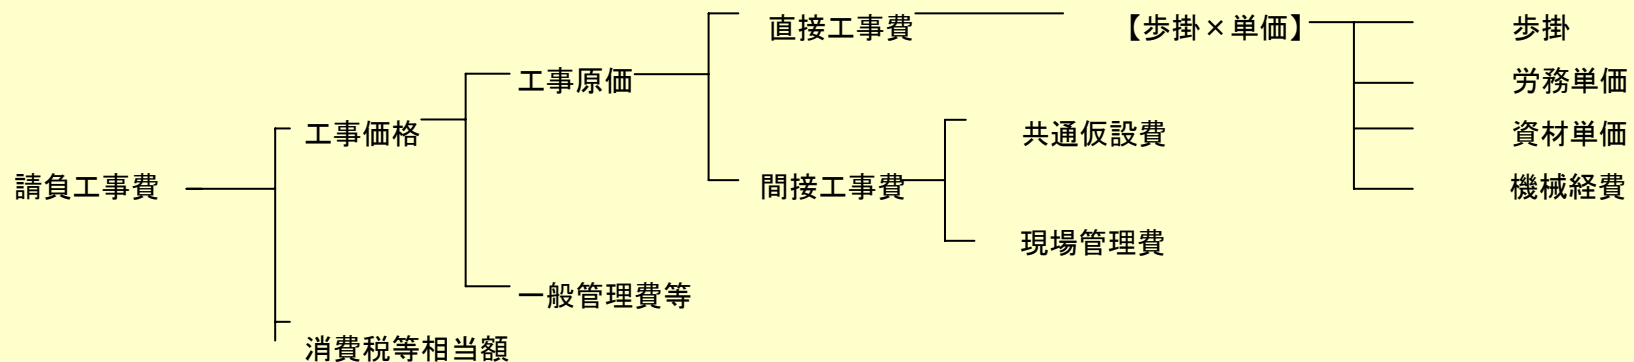 直接工事費 【歩掛×単価】 歩掛
工事原価 労務単価
工事価格 共通仮設費 資材単価
請負工事費 間接工事費 機械経費
現場管理費
一般管理費等
消費税等相当額